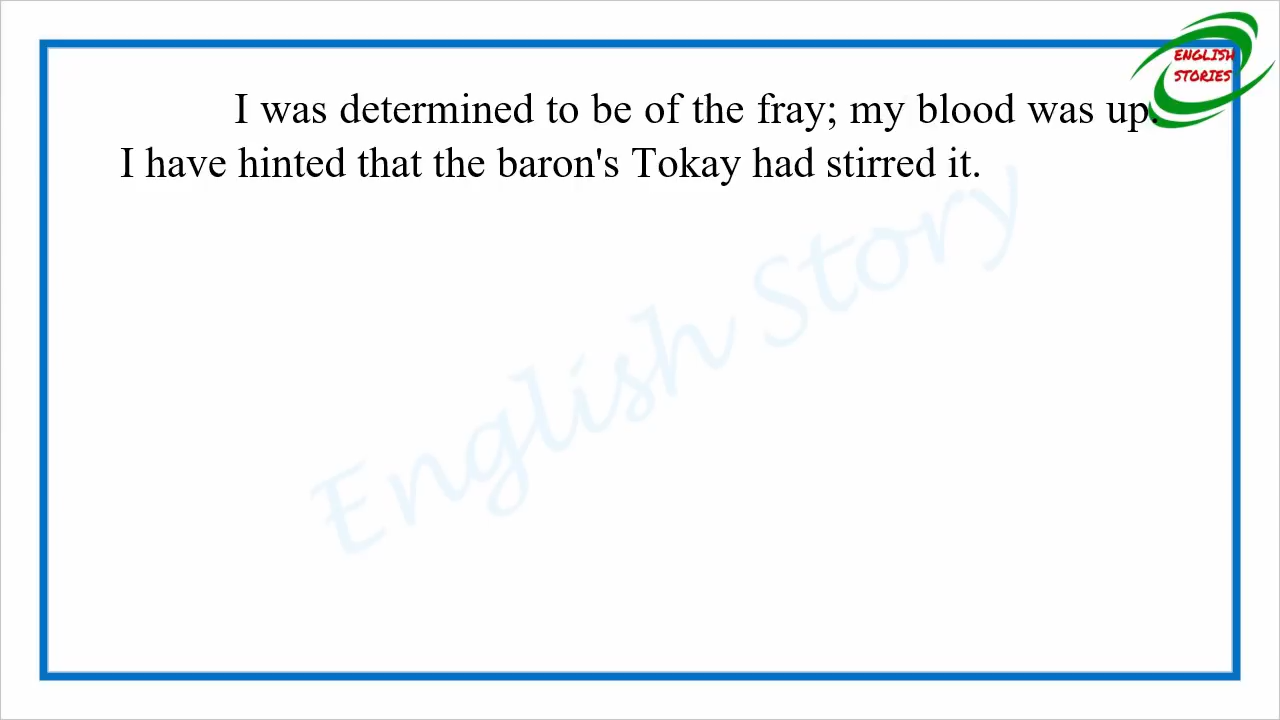 ENGLISH
STORIES
I was determined to be of the fray; my blood was up.
I have hinted that the baron's Tokay had stirred it.
English Story